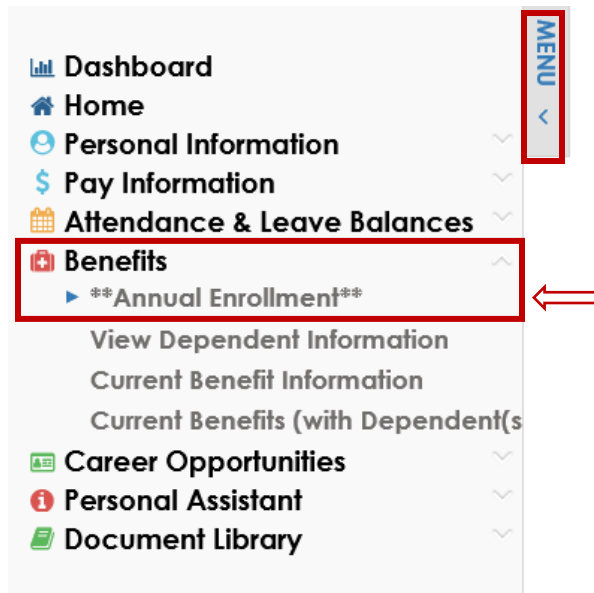 MENU
Dashboard
Home
Personal Information
Pay Information
Attendance & Leave Balances
Benefits
**Annual Enrollment**
View Dependent Information
Current Benefit Information
Current Benefits (with Dependent(s
Career Opportunities
Personal Assistant
Document Library